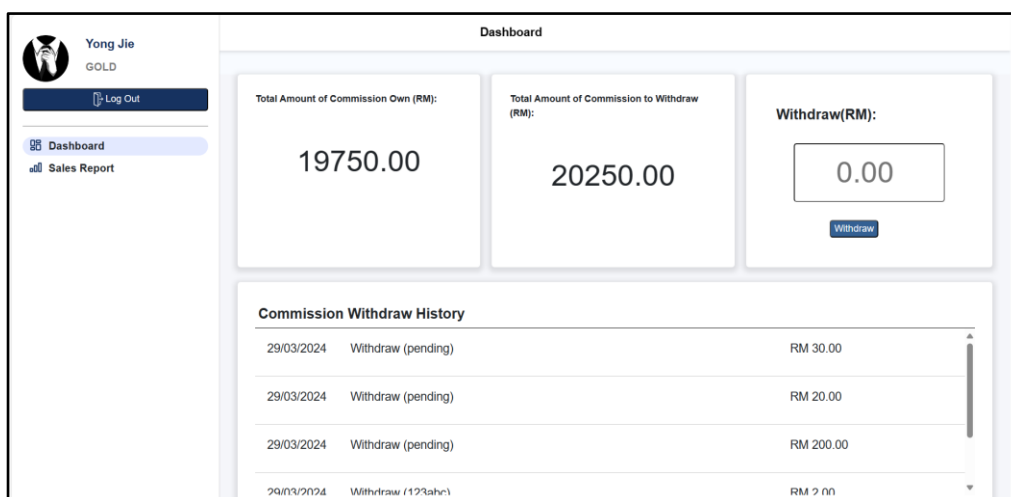 Yong Jie
GOLD
Log Out
Dashboard
Sales Report
Dashboard
Total Amount of Commission Own (RM):
19750.00
Total Amount of Commission to Withdraw
(RM):
20250.00
Withdraw(RM):
0.00
Withdraw
Commission Withdraw History
29/03/2024 Withdraw (pending) RM 30.00
29/03/2024 Withdraw (pending) RM 20.00
29/03/2024 Withdraw (pending) RM 200.00
29/03/2024 Withdraw (123abc) RM 2.00